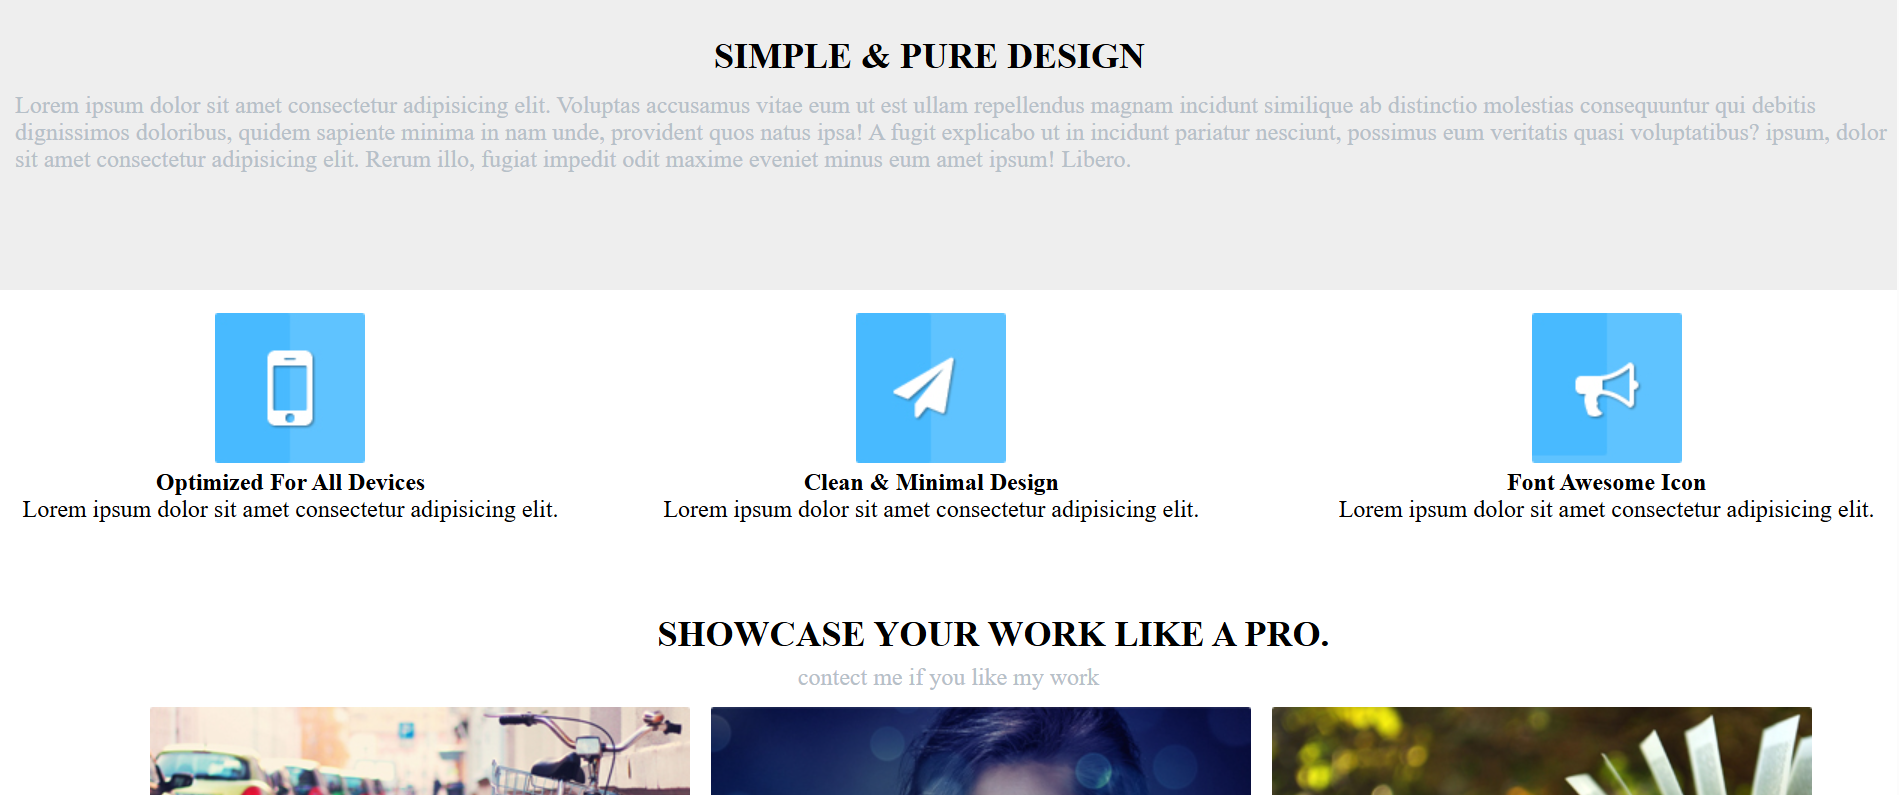 SIMPLE & PURE DESIGN
Lorem ipsum dolor sit amet consectetur adipisicing elit. Voluptas accusamus vitae eum ut est ullam repellendus magnam incidunt similique ab distinctio molestias consequuntur qui debitis
dignissimos doloribus, quidem sapiente minima in nam unde, provident quos natus ipsa! A fugit explicabo ut in incidunt pariatur nesciunt, possimus eum veritatis quasi voluptatibus? ipsum, dolor
sit amet consectetur adipisicing elit. Rerum illo, fugiat impedit odit maxime eveniet minus eum amet ipsum! Libero.
Optimized For All Devices
Lorem ipsum dolor sit amet consectetur adipisicing elit.
Clean & Minimal Design
Lorem ipsum dolor sit amet consectetur adipisicing elit.
Font Awesome Icon
Lorem ipsum dolor sit amet consectetur adipisicing elit.
SHOWCASE YOUR WORK LIKE A PRO.
contect me if you like my work